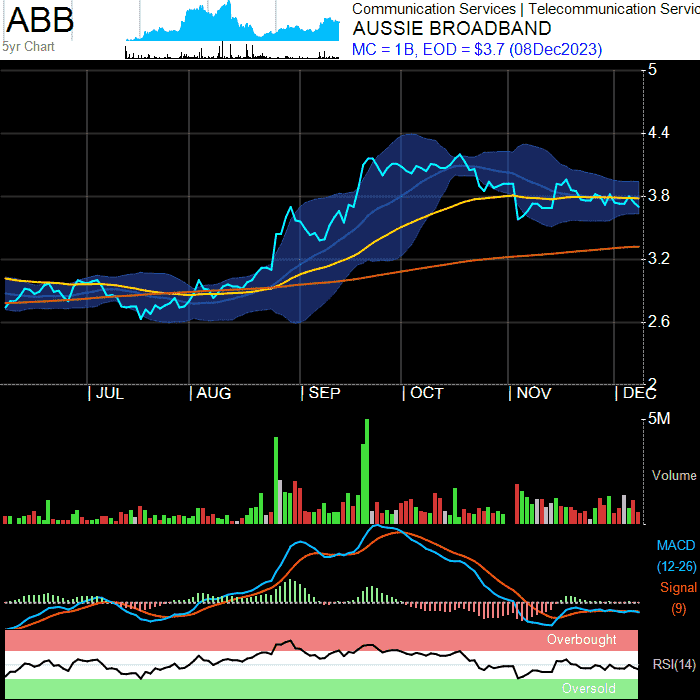 ABB
5yr Chart
Communication Services | Telecommunication Servic
AUSSIE BROADBAND
MC = 1B, EOD = $3.7 (08Dec2023)
5
4.4
3.8
3.2
2.6
2
| JUL | AUG | SEP | OCT | NOV | DEC
5M
Volume
MACD
(12-26)
Signal
(9)
Overbought
RSI(14)
Oversold